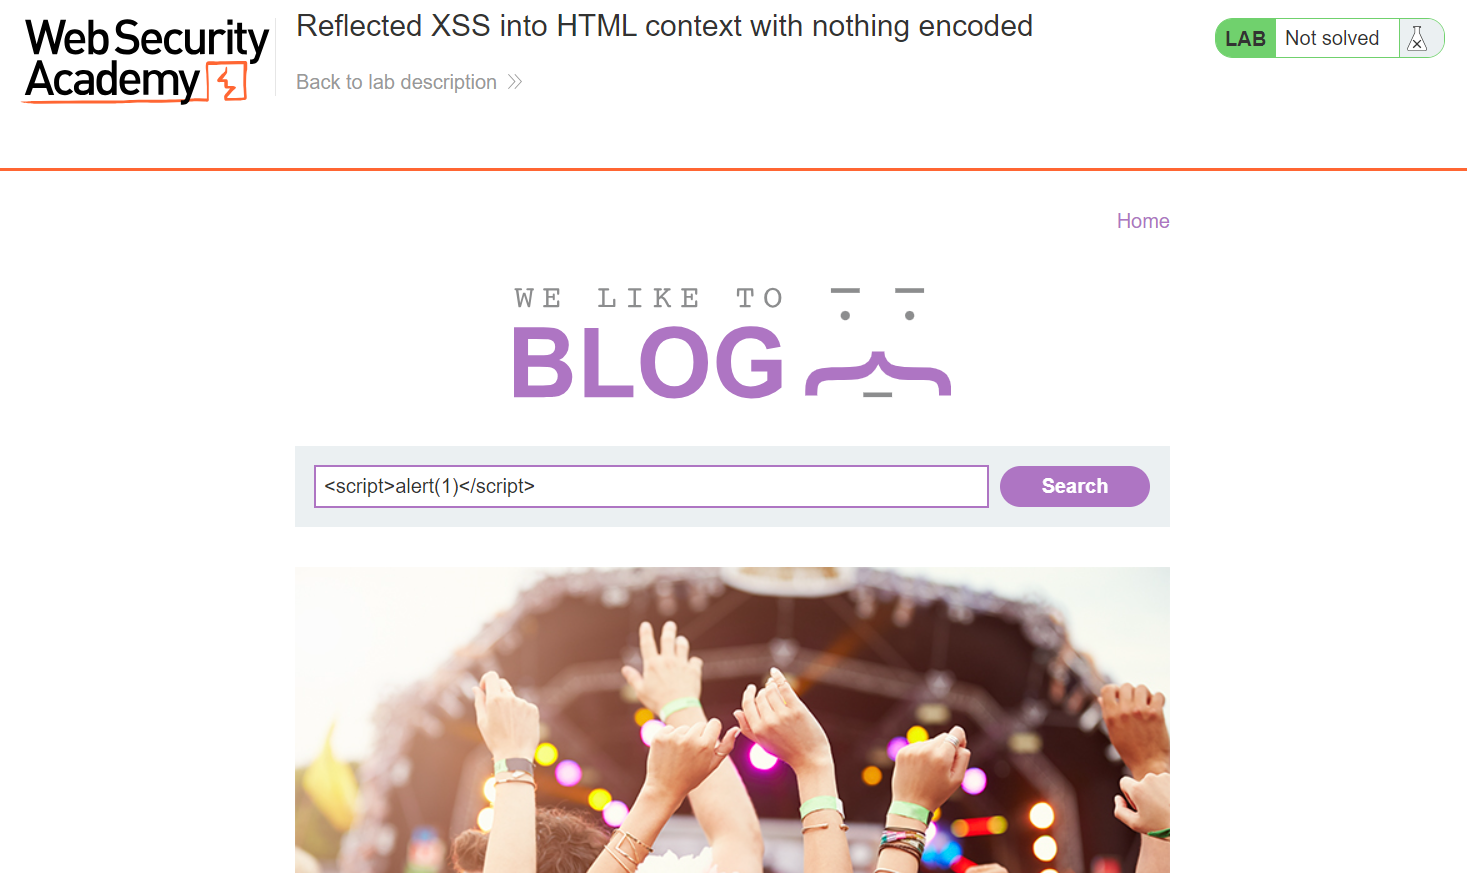 Web Security
Academy
Reflected XSS into HTML context with nothing encoded
Back to lab description
LAB
Not solved
Home
WE LIKE TO
BLOG
<script>alert(1)</script>
Search